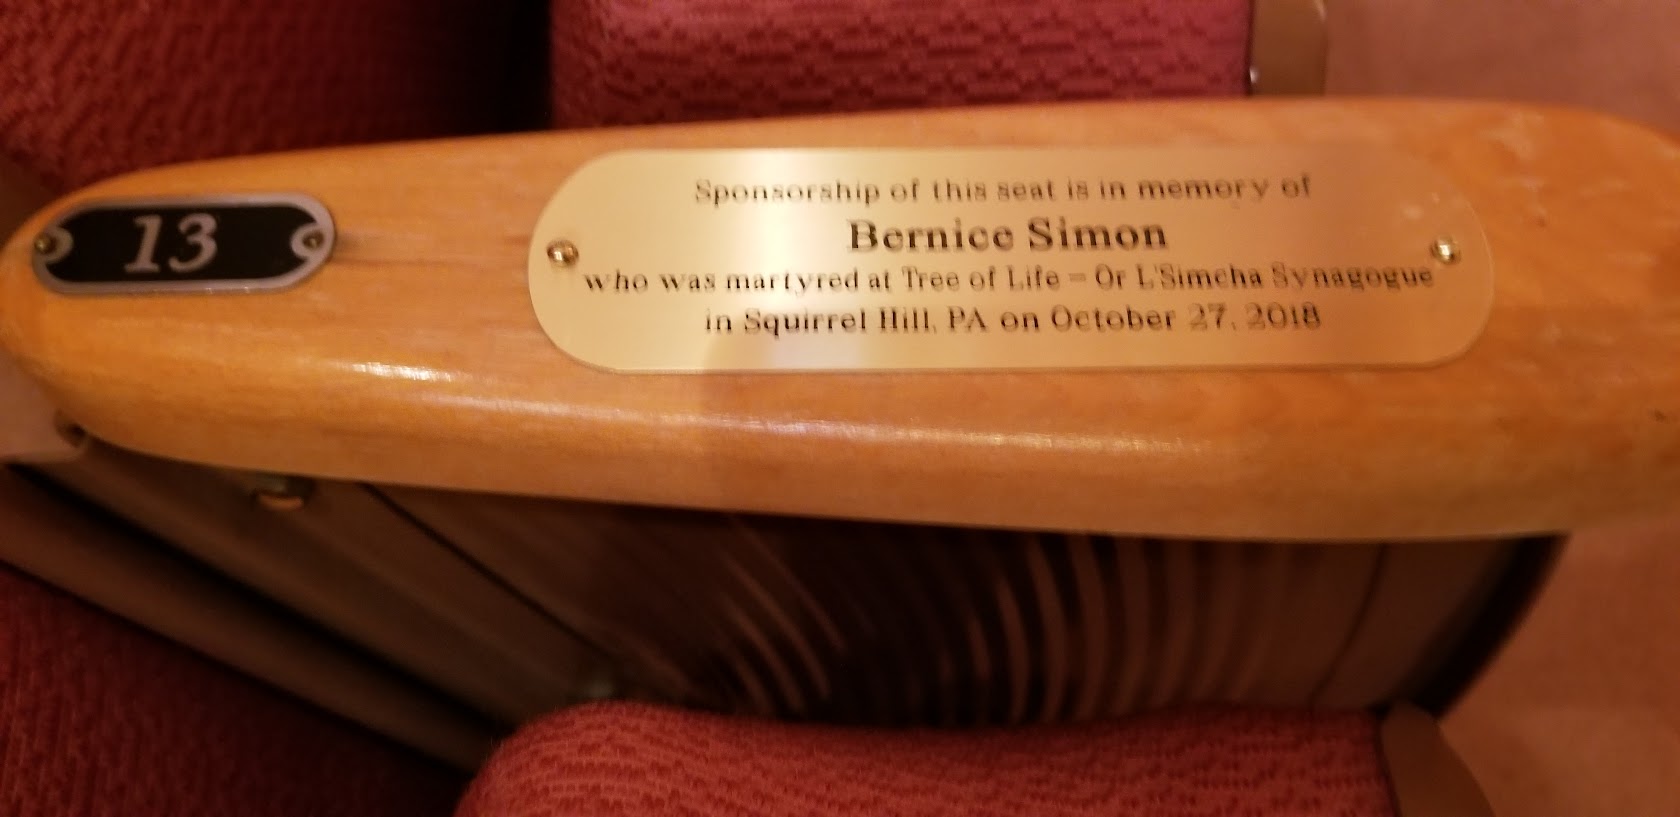 13
Sponsorship of this seat is in memory of
Bernice Simon
who was martyred at Tree of Life - Or L'Simcha Synagogue
in Squirrel Hill, PA on October 27, 2018